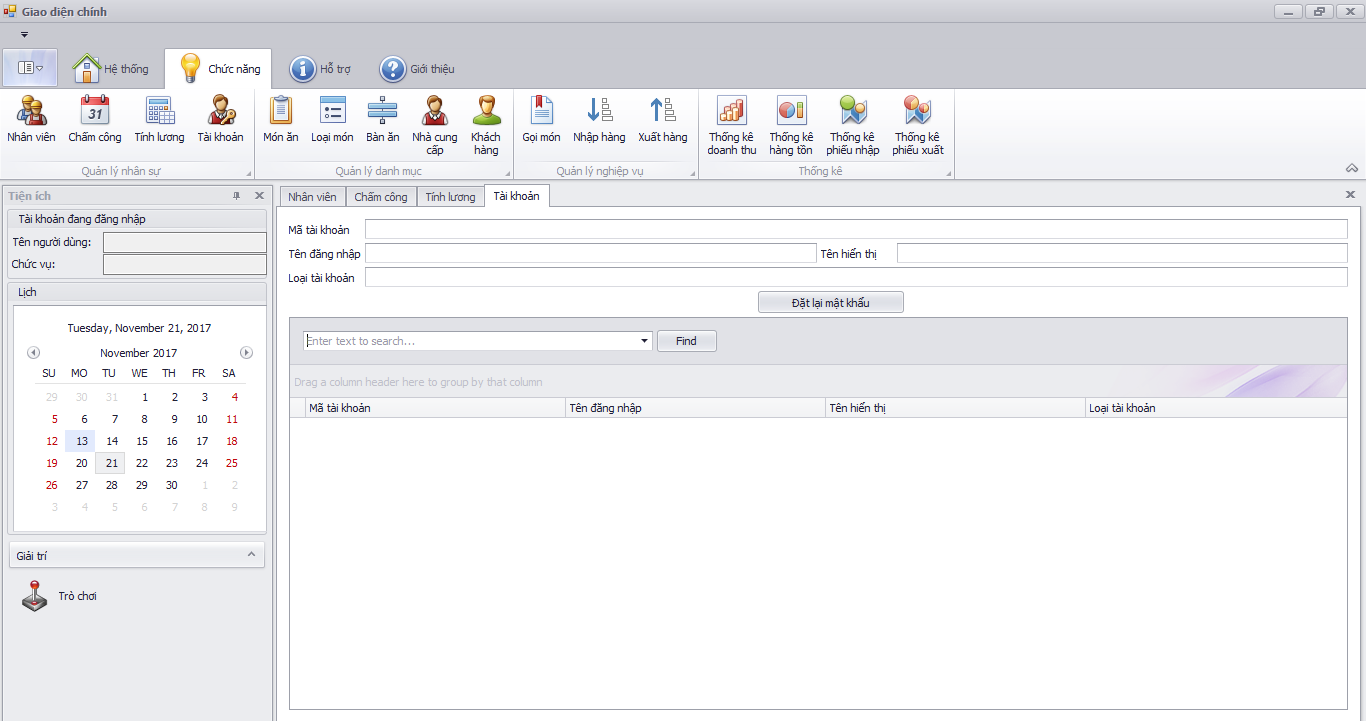 Giao diện chính
Hệ thống
Chức năng
Hỗ trợ
Giới thiệu
Nhân viên
Chấm công
31
Tính lương
Tài khoản
Món ăn
Loại món
Bàn ăn
Nhà cung cấp
Khách hàng
Gọi món
Nhập hàng
Xuất hàng
Thống kê doanh thu
Thống kê hàng tồn
Thống kê phiếu nhập
Thống kê phiếu xuất
Quản lý nhân sự
Quản lý danh mục
Quản lý nghiệp vụ
Thống kê
Tiện ích
Tài khoản đang đăng nhập
Tên người dùng:
Chức vụ:
Lịch
Tuesday, November 21, 2017
November 2017
SU MO TU WE TH FR SA
29 30 31 1 2 3 4
5 6 7 8 9 10 11
12 13 14 15 16 17 18
19 20 21 22 23 24 25
26 27 28 29 30 1 2
3 4 5 6 7 8 9
Giải trí
Trò chơi
Nhân viên
Chấm công
Tính lương
Tài khoản
Mã tài khoản
Tên đăng nhập
Tên hiển thị
Loại tài khoản
Đặt lại mật khẩu
Enter text to search...
Find
Drag a column header here to group by that column
Mã tài khoản
Tên đăng nhập
Tên hiển thị
Loại tài khoản